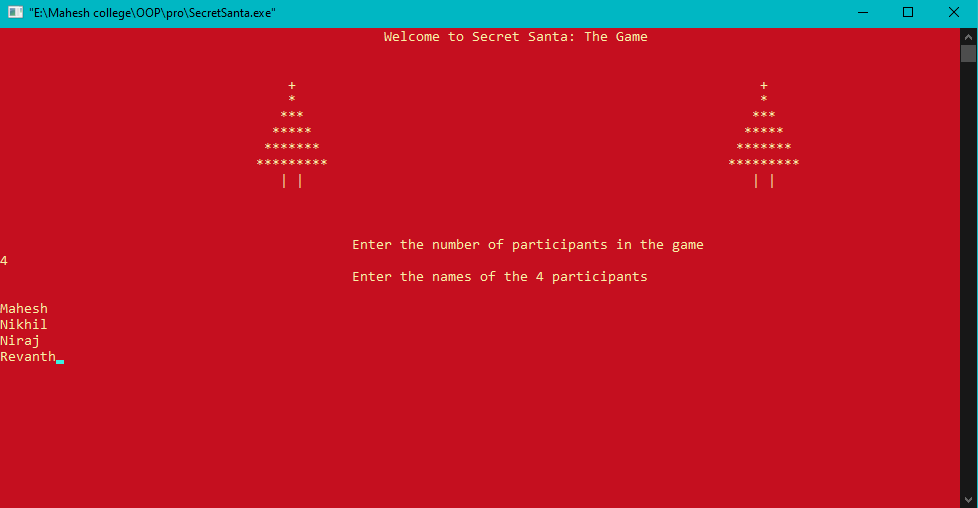 "E:\Mahesh college\OOP\pro\SecretSanta.exe"
Welcome to Secret Santa: The Game
+ +
* *
*** ***
***** *****
******* *******
********* *********
| | | |
Enter the number of participants in the game
4
Enter the names of the 4 participants
Mahesh
Nikhil
Niraj
Revanth